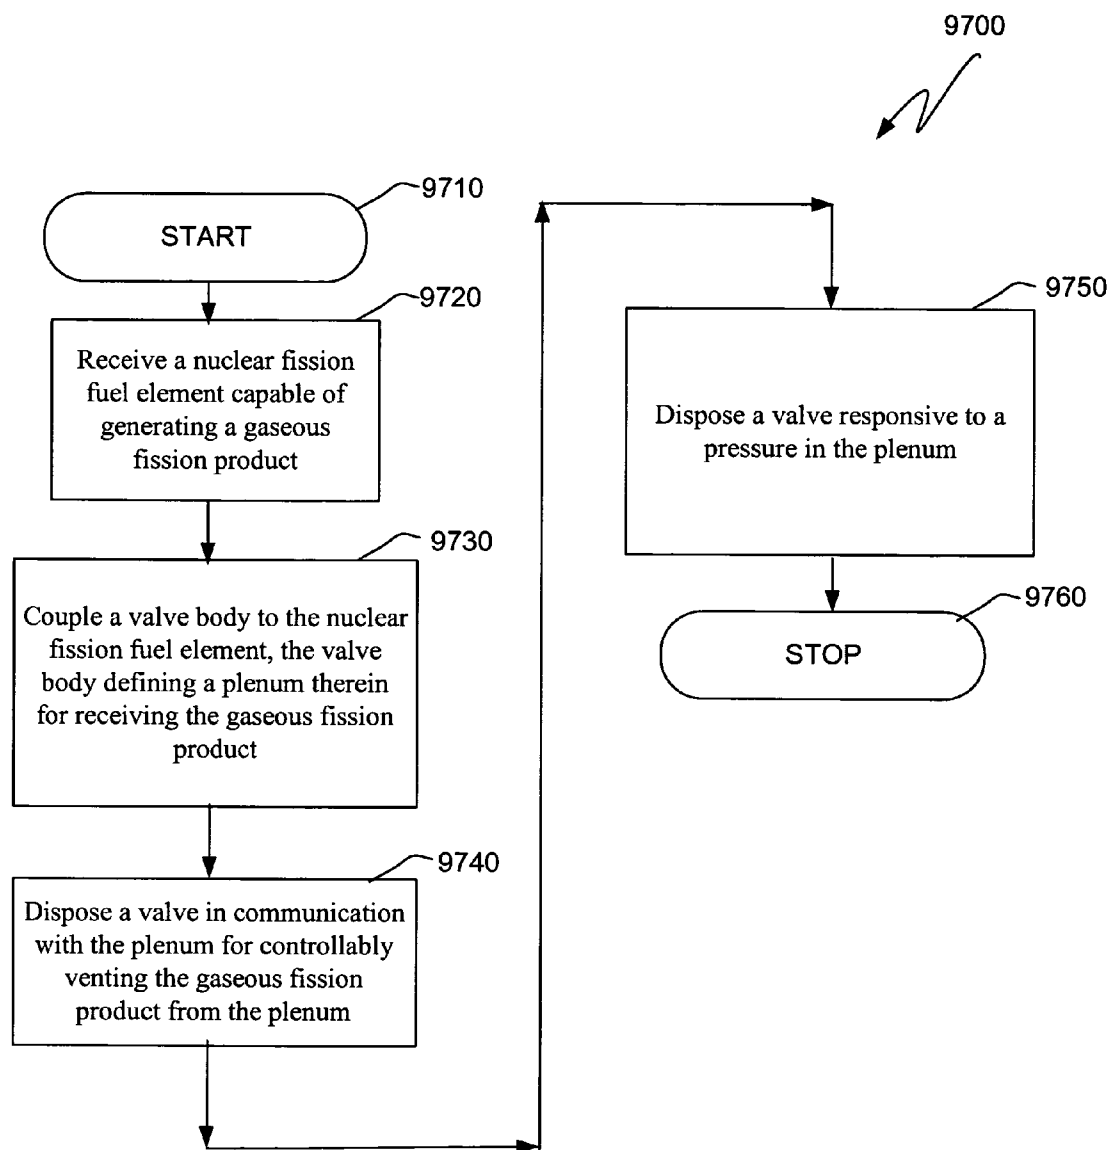 9700
9710
START
9720
Receive a nuclear fission
fuel element capable of
generating a gaseous
fission product
9730
Couple a valve body to the nuclear
fission fuel element, the valve
body defining a plenum therein
for receiving the gaseous fission
product
9740
Dispose a valve in communication
with the plenum for controllably
venting the gaseous fission
product from the plenum
9750
Dispose a valve responsive to a
pressure in the plenum
9760
STOP